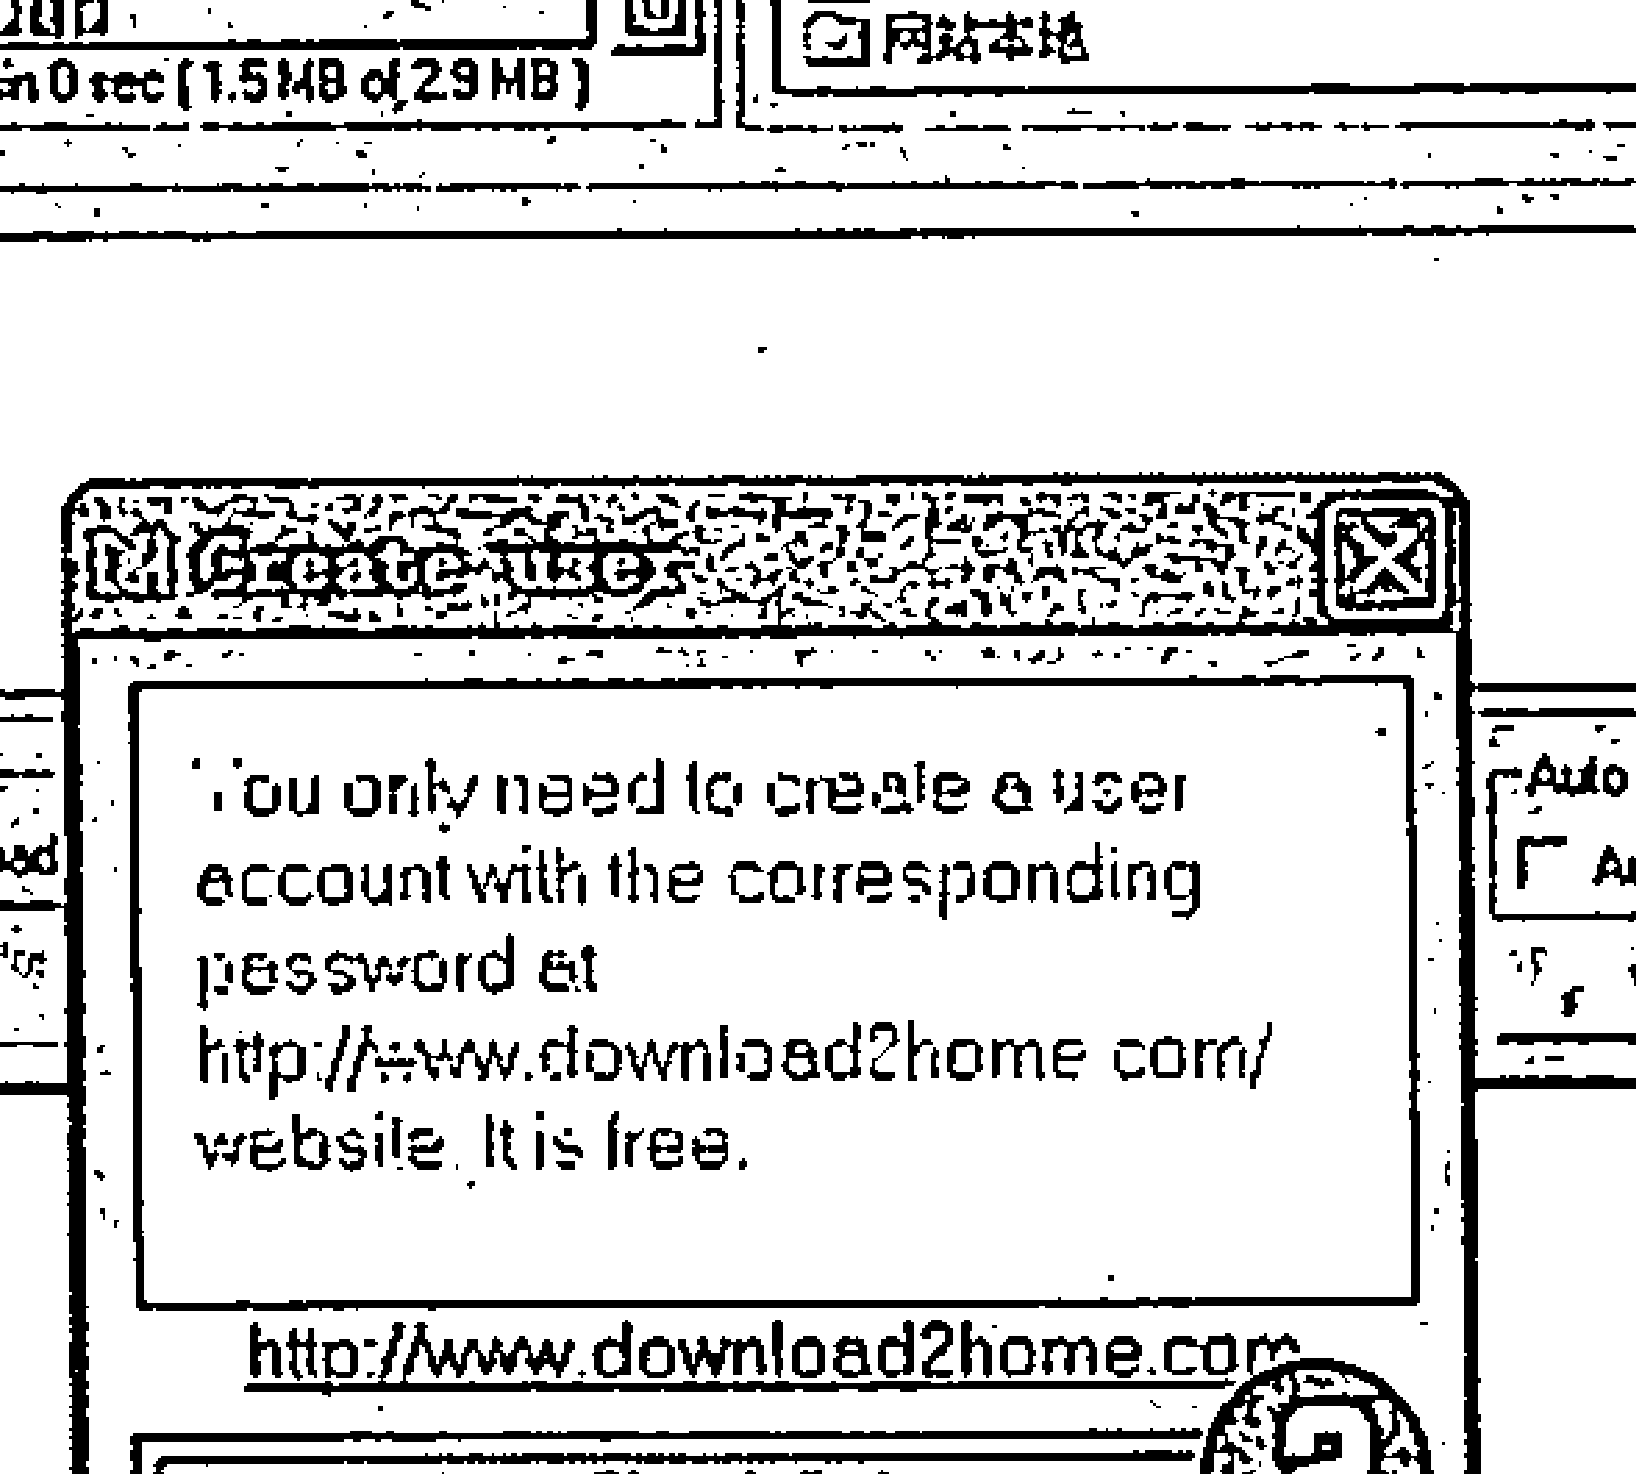 in 0 sec ( 1.5 MB of 2.9 MB )
网站本地
Create user
You only need to create a user
account with the corresponding
password at
http://www.download2home.com/
website. It is free.
http://www.download2home.com
Auto